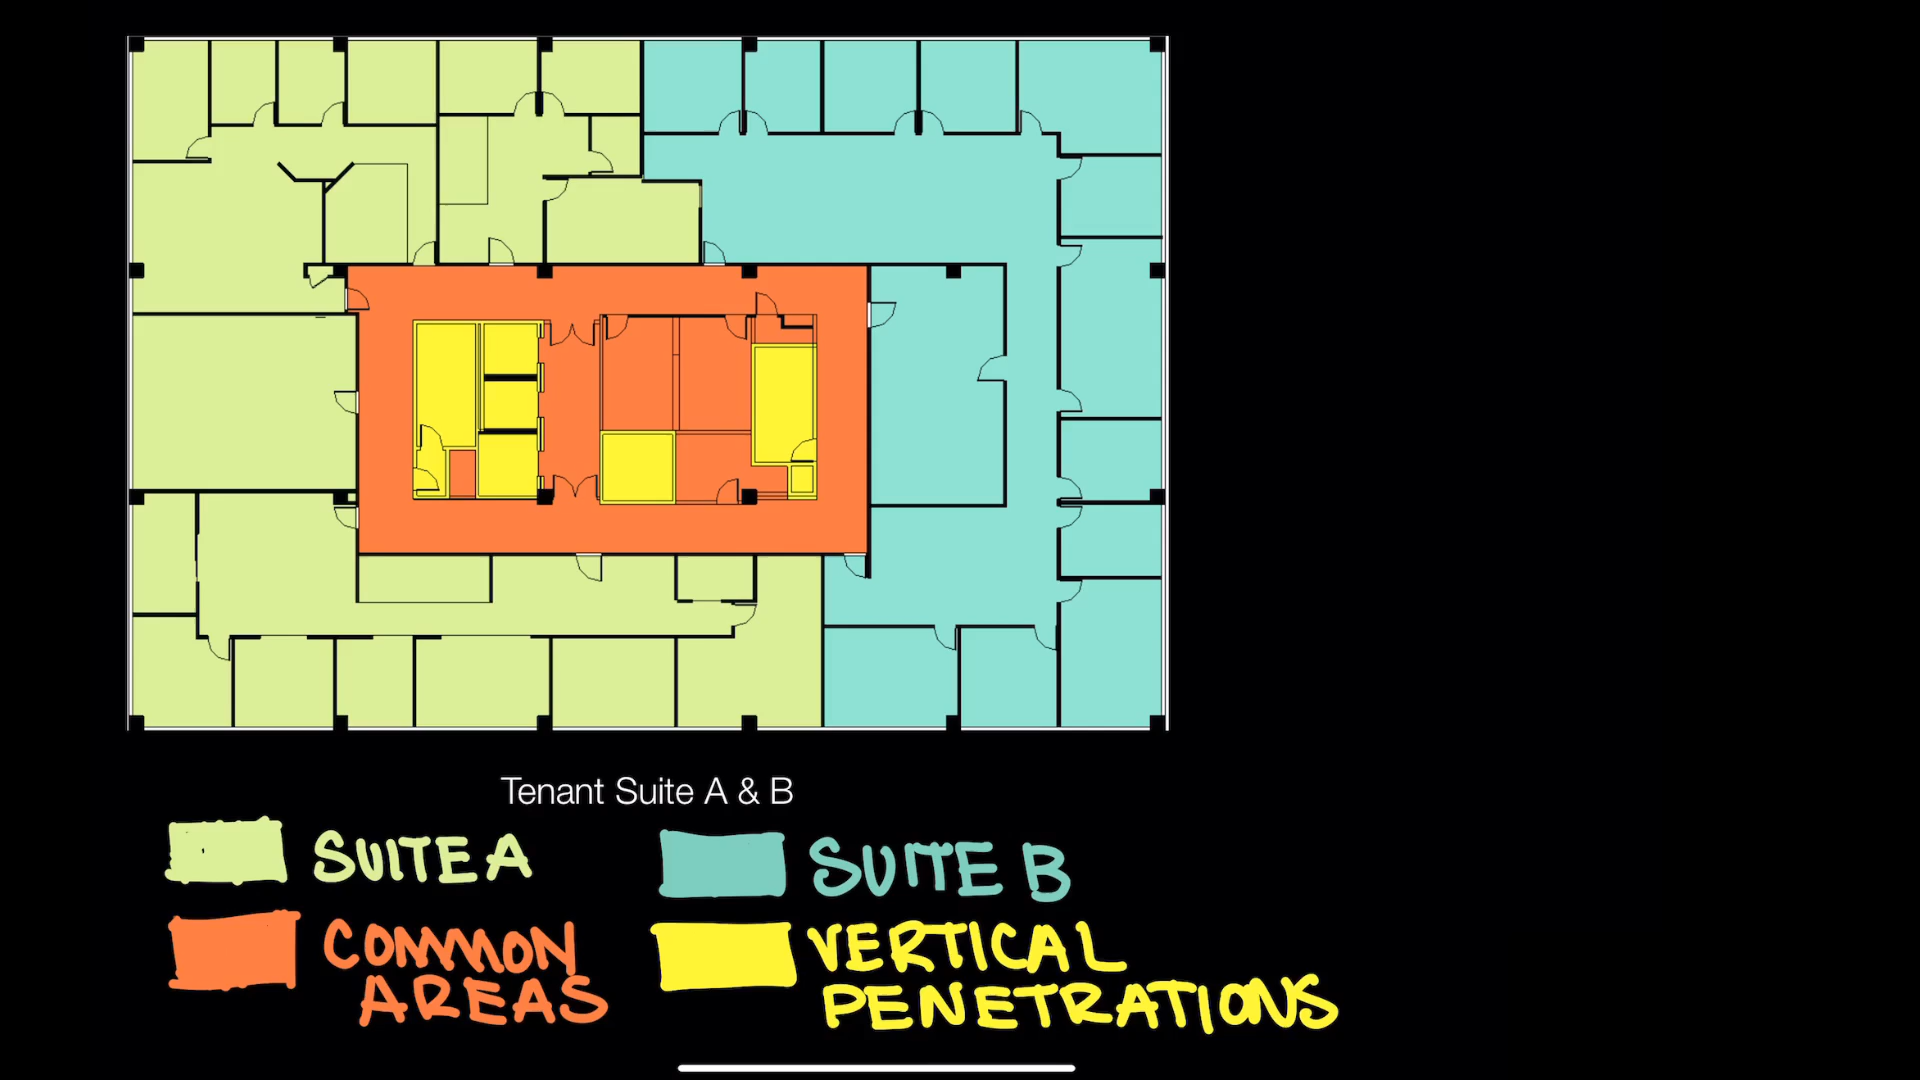 Tenant Suite A & B
SUITE A
SUITE B
COMMON
AREAS
VERTICAL
PENETRATIONS